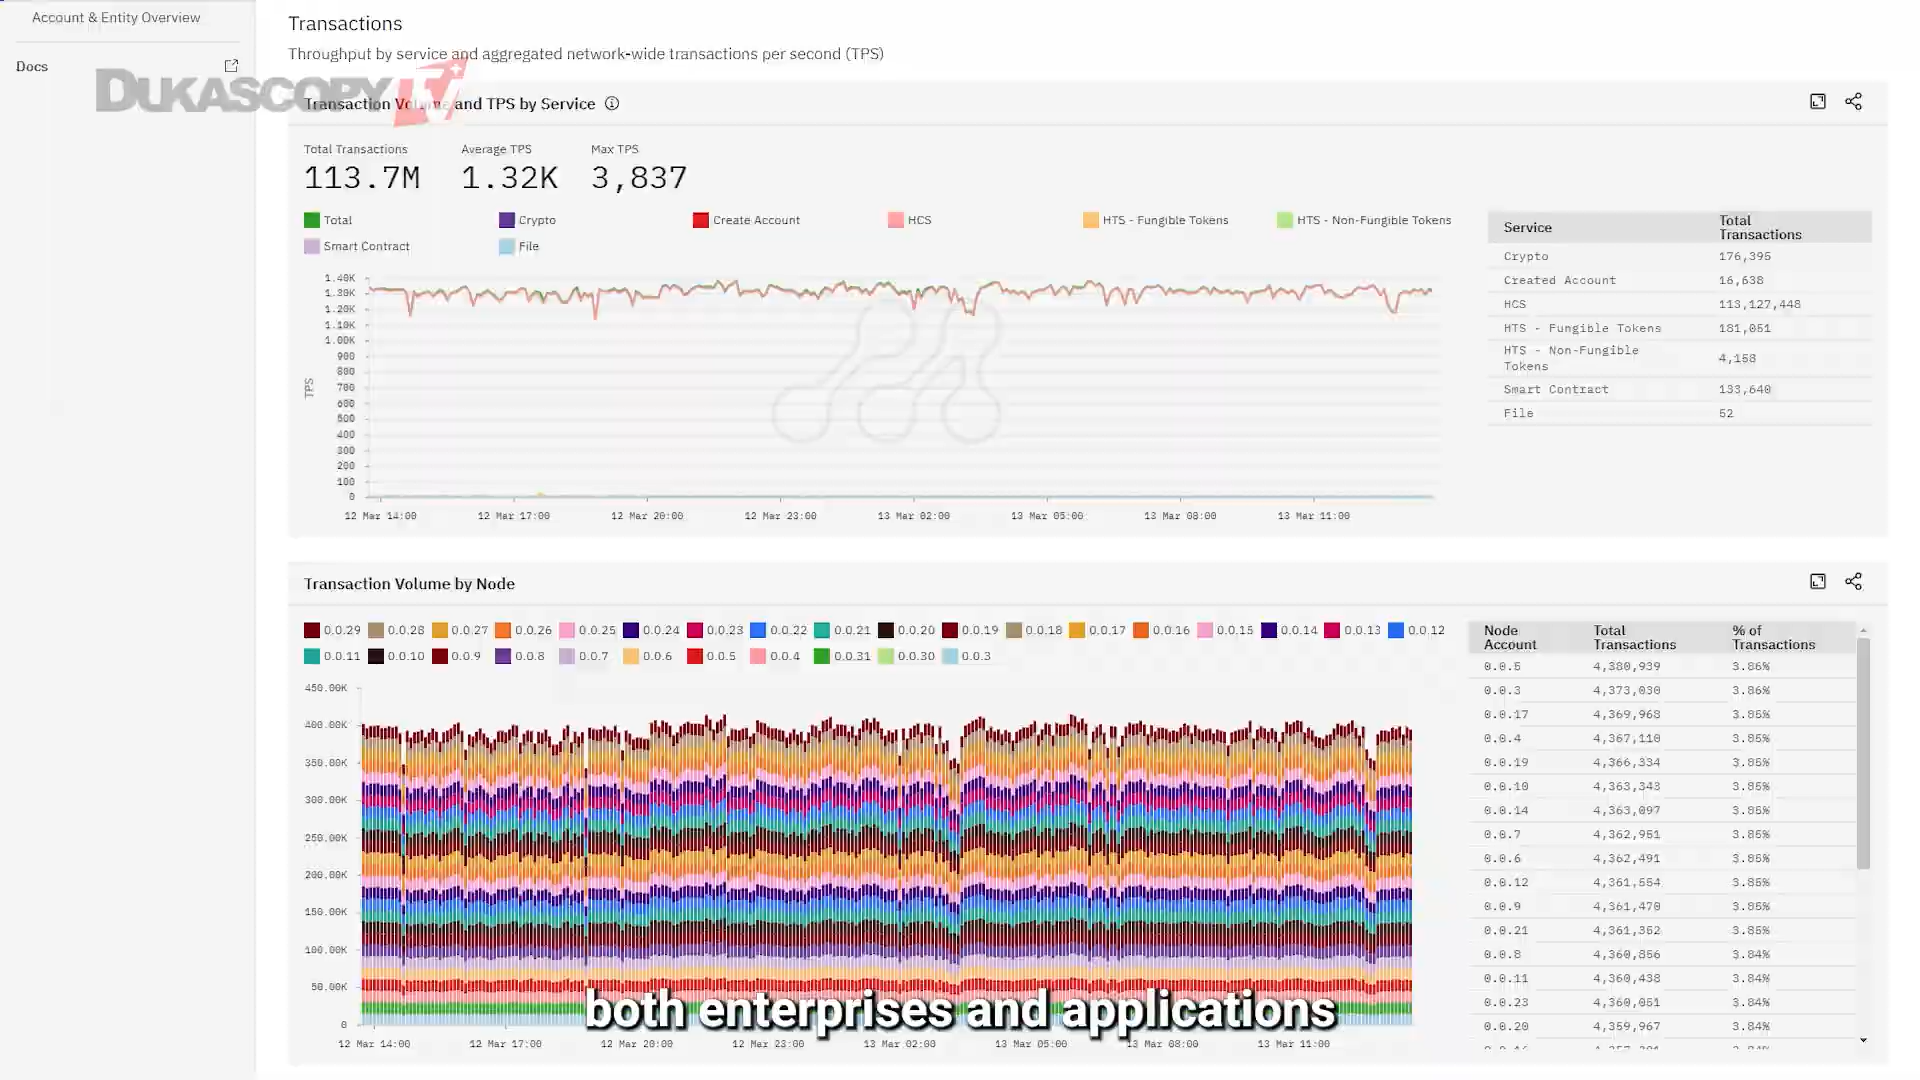 Account & Entity Overview
Docs
DUKASCOPY TV
Transactions
Throughput by service and aggregated network-wide transactions per second (TPS)
Transaction Volume and TPS by Service
Total Transactions Average TPS Max TPS
113.7M 1.32K 3,837
Total Crypto Create Account HCS HTS - Fungible Tokens HTS - Non-Fungible Tokens
Smart Contract File
TPS
1.40K
1.30K
1.20K
1.10K
1.00K
900
800
700
600
500
400
300
200
100
0
12 Mar 14:00 12 Mar 17:00 12 Mar 20:00 12 Mar 23:00 13 Mar 02:00 13 Mar 05:00 13 Mar 08:00 13 Mar 11:00
Service Total Transactions
Crypto 176,395
Created Account 16,638
HCS 113,127,448
HTS - Fungible Tokens 181,051
HTS - Non-Fungible
Tokens 4,158
Smart Contract 133,640
File 52
Transaction Volume by Node
0.0.29 0.0.28 0.0.27 0.0.26 0.0.25 0.0.24 0.0.23 0.0.22 0.0.21 0.0.20 0.0.19 0.0.18 0.0.17 0.0.16 0.0.15 0.0.14 0.0.13 0.0.12
0.0.11 0.0.10 0.0.9 0.0.8 0.0.7 0.0.6 0.0.5 0.0.4 0.0.31 0.0.30 0.0.3
450.00K
400.00K
350.00K
300.00K
250.00K
200.00K
150.00K
100.00K
50.00K
0
12 Mar 14:00 12 Mar 17:00 12 Mar 20:00 12 Mar 23:00 13 Mar 02:00 13 Mar 05:00 13 Mar 08:00 13 Mar 11:00
Node Account Total Transactions % of Transactions
0.0.5 4,380,939 3.86%
0.0.3 4,373,030 3.86%
0.0.17 4,369,968 3.85%
0.0.4 4,367,110 3.85%
0.0.19 4,366,334 3.85%
0.0.10 4,363,343 3.85%
0.0.14 4,363,097 3.85%
0.0.7 4,362,951 3.85%
0.0.6 4,362,491 3.85%
0.0.12 4,361,554 3.85%
0.0.9 4,361,470 3.85%
0.0.21 4,361,352 3.85%
0.0.8 4,360,856 3.84%
0.0.11 4,360,438 3.84%
0.0.23 4,360,051 3.84%
0.0.20 4,359,967 3.84%
both enterprises and applications